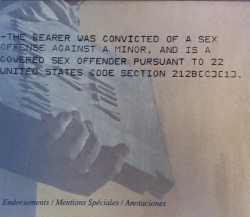 -THE BEARER WAS CONVICTED OF A SEX
OFFENSE AGAINST A MINOR, AND IS A
COVERED SEX OFFENDER PURSUANT TO 22
UNITED STATES CODE SECTION 212B(C)(1).
Endorsements / Mentions Spéciales / Anotaciones